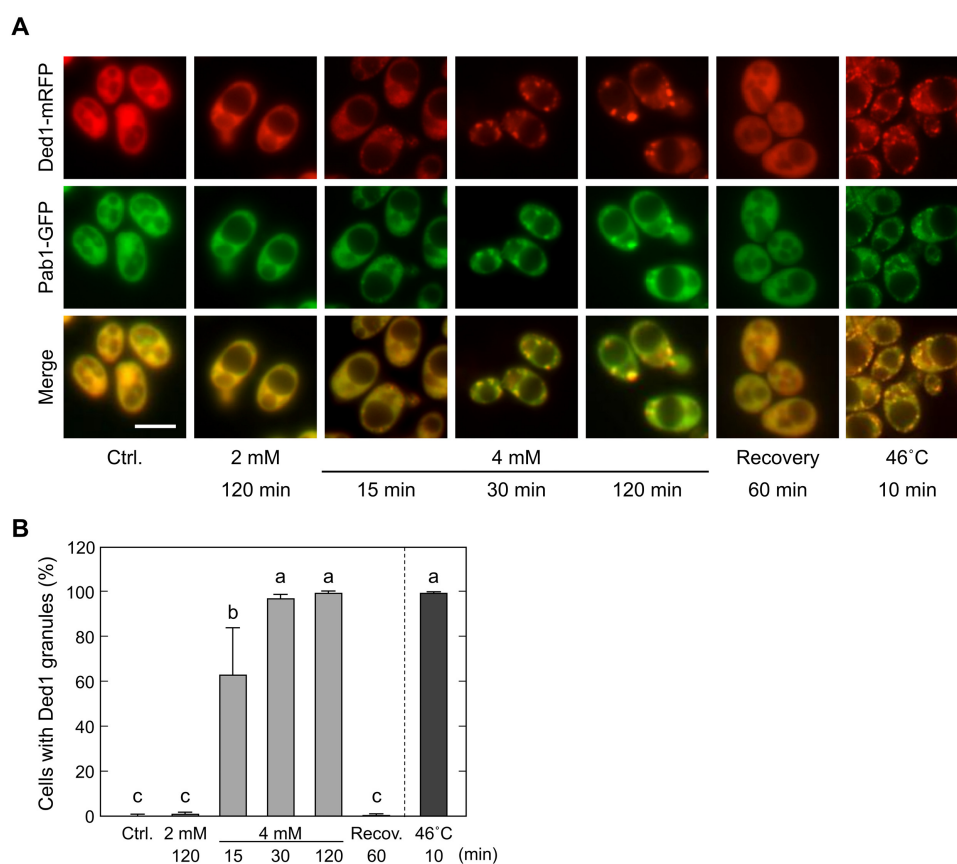 A
Ded1-mRFP
Pab1-GFP
Merge
Ctrl. 2 mM 4 mM Recovery 46˚C
120 min 15 min 30 min 120 min 60 min 10 min
B
Cells with Ded1 granules (%)
120
100
80
60
40
20
0
c c b a a c a
Ctrl. 2 mM 4 mM Recov. 46˚C
120 15 30 120 60 10 (min)